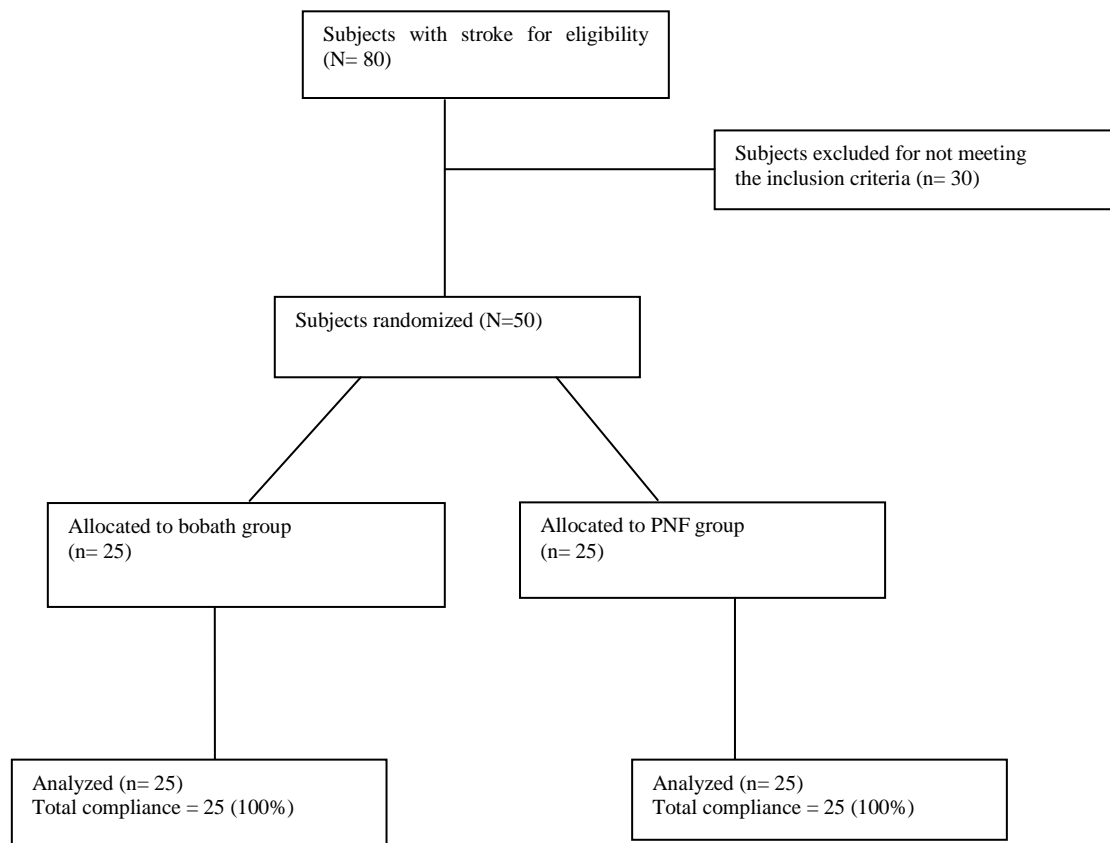 Subjects with stroke for eligibility
(N= 80)
Subjects excluded for not meeting
the inclusion criteria (n= 30)
Subjects randomized (N=50)
Allocated to bobath group
(n= 25)
Allocated to PNF group
(n= 25)
Analyzed (n= 25)
Total compliance = 25 (100%)
Analyzed (n= 25)
Total compliance = 25 (100%)